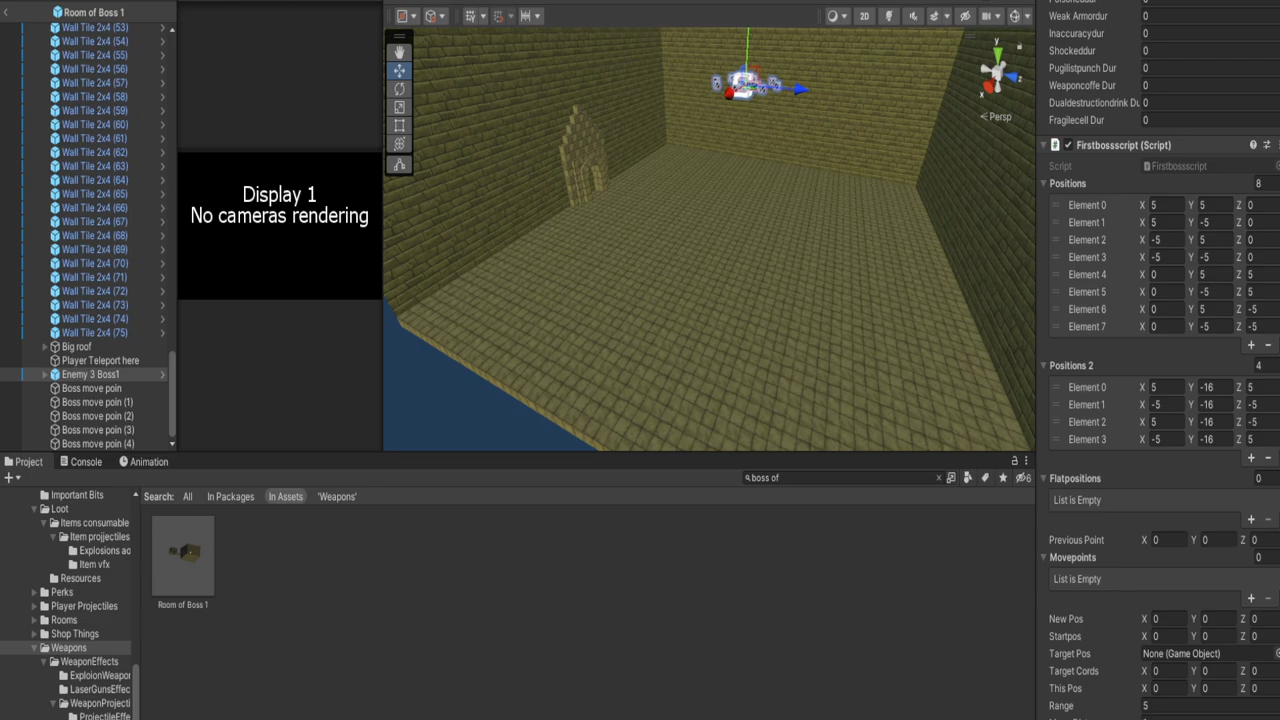 Room of Boss 1
Wall Tile 2x4 (53)
Wall Tile 2x4 (54)
Wall Tile 2x4 (55)
Wall Tile 2x4 (56)
Wall Tile 2x4 (57)
Wall Tile 2x4 (58)
Wall Tile 2x4 (59)
Wall Tile 2x4 (60)
Wall Tile 2x4 (61)
Wall Tile 2x4 (62)
Wall Tile 2x4 (63)
Wall Tile 2x4 (64)
Wall Tile 2x4 (65)
Wall Tile 2x4 (66)
Wall Tile 2x4 (67)
Wall Tile 2x4 (68)
Wall Tile 2x4 (69)
Wall Tile 2x4 (70)
Wall Tile 2x4 (71)
Wall Tile 2x4 (72)
Wall Tile 2x4 (73)
Wall Tile 2x4 (74)
Wall Tile 2x4 (75)
Big roof
Player Teleport here
Enemy 3 Boss1
Boss move poin
Boss move poin (1)
Boss move poin (2)
Boss move poin (3)
Boss move poin (4)
Display 1
No cameras rendering
2D
y
z
x
Persp
Weak Armordur 0
Inaccuracydur 0
Shockeddur 0
Pugilistpunch Dur 0
Weaponcoffe Dur 0
Dualdestructiondrink Du 0
Fragilecell Dur 0
Firstbossscript (Script)
Script Firstbossscript
Positions 8
Element 0 X 5 Y 5 Z 0
Element 1 X 5 Y -5 Z 0
Element 2 X -5 Y 5 Z 0
Element 3 X -5 Y -5 Z 0
Element 4 X 0 Y 5 Z 5
Element 5 X 0 Y -5 Z 5
Element 6 X 0 Y 5 Z -5
Element 7 X 0 Y -5 Z -5
+ −
Positions 2 4
Element 0 X 5 Y -16 Z 5
Element 1 X -5 Y -16 Z -5
Element 2 X 5 Y -16 Z -5
Element 3 X -5 Y -16 Z 5
+ −
Flatpositions 0
List is Empty
+ −
Previous Point X 0 Y 0 Z 0
Movepoints 0
List is Empty
+ −
New Pos X 0 Y 0 Z 0
Startpos X 0 Y 0 Z 0
Target Pos None (Game Object)
Target Cords X 0 Y 0 Z 0
This Pos X 0 Y 0 Z 0
Range 5
Project Console Animation
+
boss of
6
Important Bits
Loot
Items consumable
Item projjectiles
Explosions ao
Item vfx
Resources
Perks
Player Projectiles
Rooms
Shop Things
Weapons
WeaponEffects
ExploionWeapor
LaserGunsEffec
WeaponProjecti
ProjectileEffe
Search: All In Packages In Assets 'Weapons'
Room of Boss 1